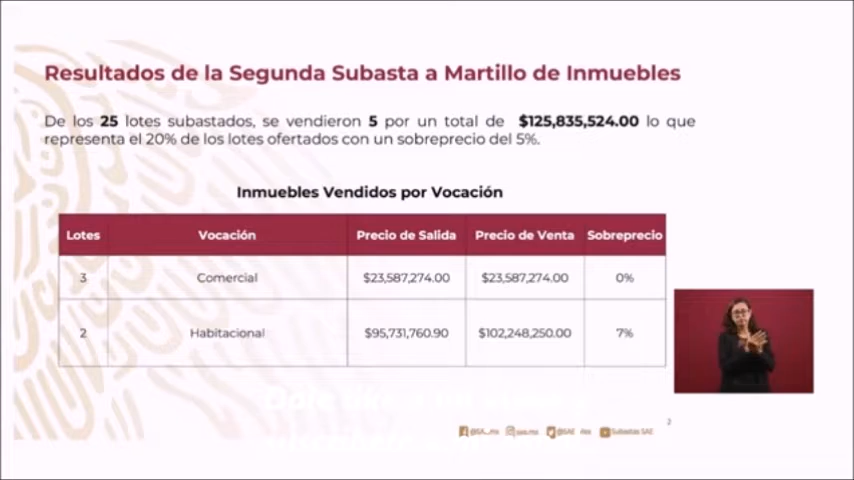 Resultados de la Segunda Subasta a Martillo de Inmuebles
De los 25 lotes subastados, se vendieron 5 por un total de $125,835,524.00 lo que
representa el 20% de los lotes ofertados con un sobreprecio del 5%.
Inmuebles Vendidos por Vocación
Lotes Vocación Precio de Salida Precio de Venta Sobreprecio
3 Comercial $23,587,274.00 $23,587,274.00 0%
2 Habitacional $95,731,760.90 $102,248,250.00 7%
2
Subastas SAE